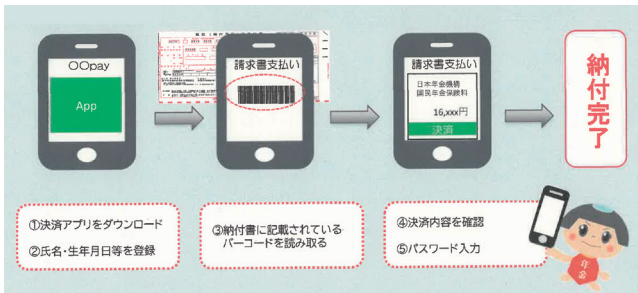 〇〇pay
App
請求書支払い
請求書支払い
日本年金機構
国民年金保険料
16,xxx円
決済
納付完了
①決済アプリをダウンロード
②氏名・生年月日等を登録
③納付書に記載されている
バーコードを読み取る
④決済内容を確認
⑤パスワード入力
年金